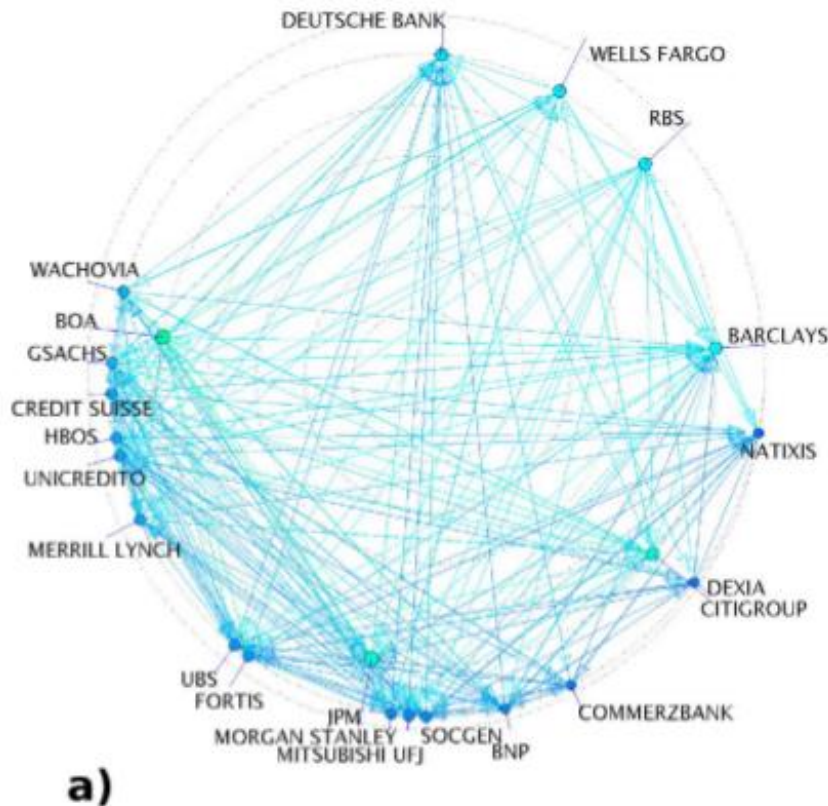 DEUTSCHE BANK
WELLS FARGO
RBS
WACHOVIA
BOA
BARCLAYS
GSACHS
CREDIT SUISSE
HBOS
NATIXIS
UNICREDITO
MERRILL LYNCH
DEXIA
CITIGROUP
UBS
FORTIS
JPM
COMMERZBANK
MORGAN STANLEY
SOCGEN
MITSUBISHI UFJ
BNP
a)